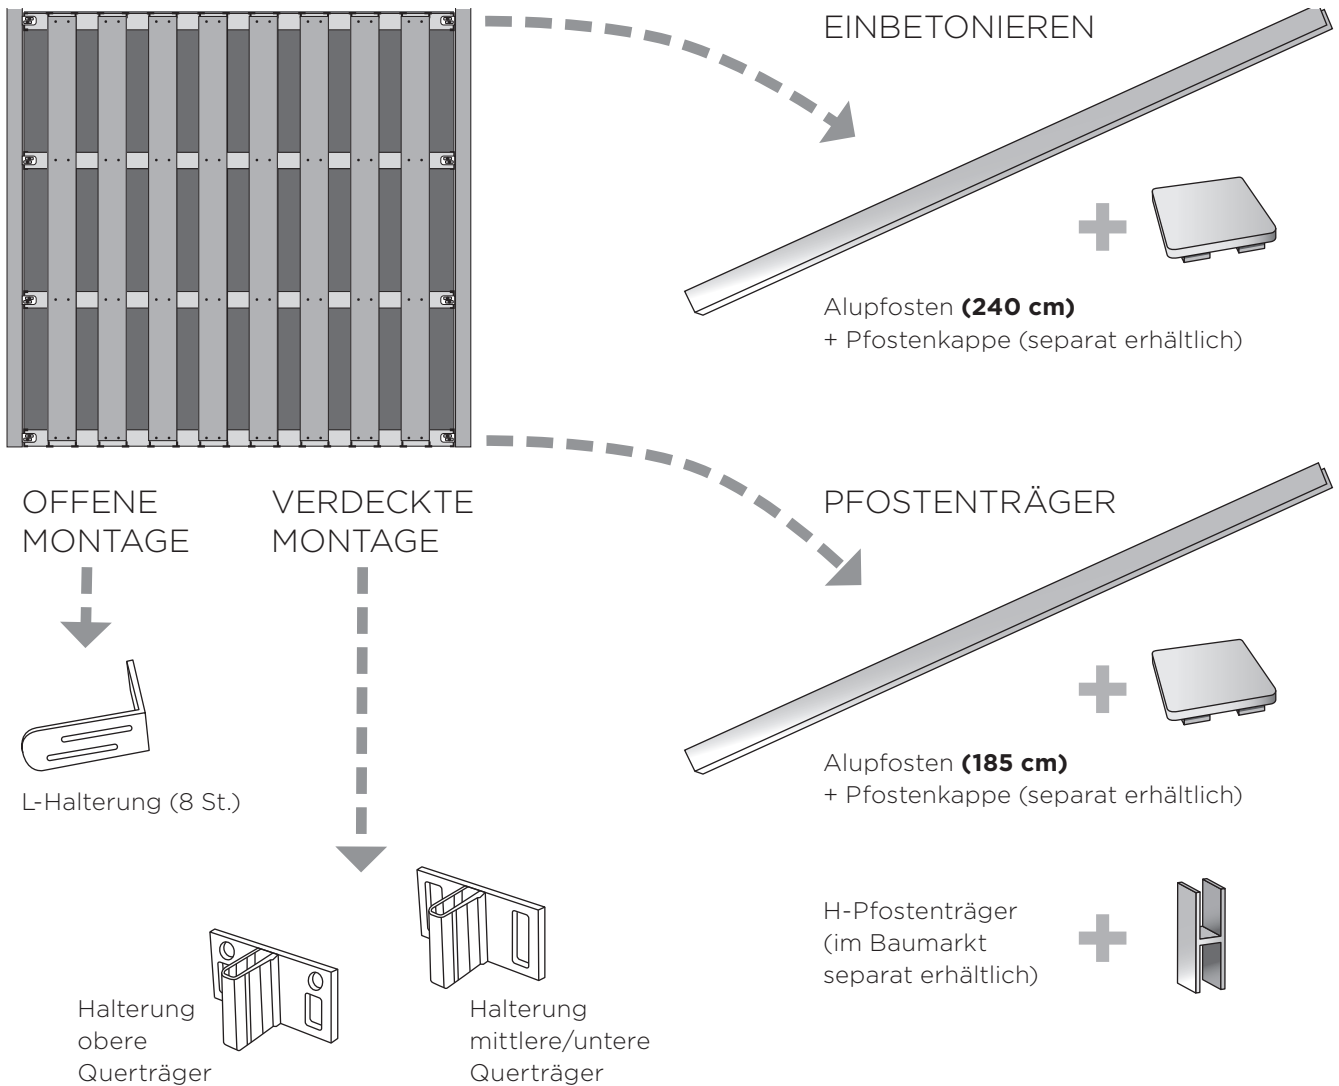 EINBETONIEREN
Alupfosten (240 cm)
+ Pfostenkappe (separat erhältlich)
OFFENE
MONTAGE
VERDECKTE
MONTAGE
PFOSTENTRÄGER
Alupfosten (185 cm)
+ Pfostenkappe (separat erhältlich)
L-Halterung (8 St.)
H-Pfostenträger
(im Baumarkt
separat erhältlich)
Halterung
obere
Querträger
Halterung
mittlere/untere
Querträger